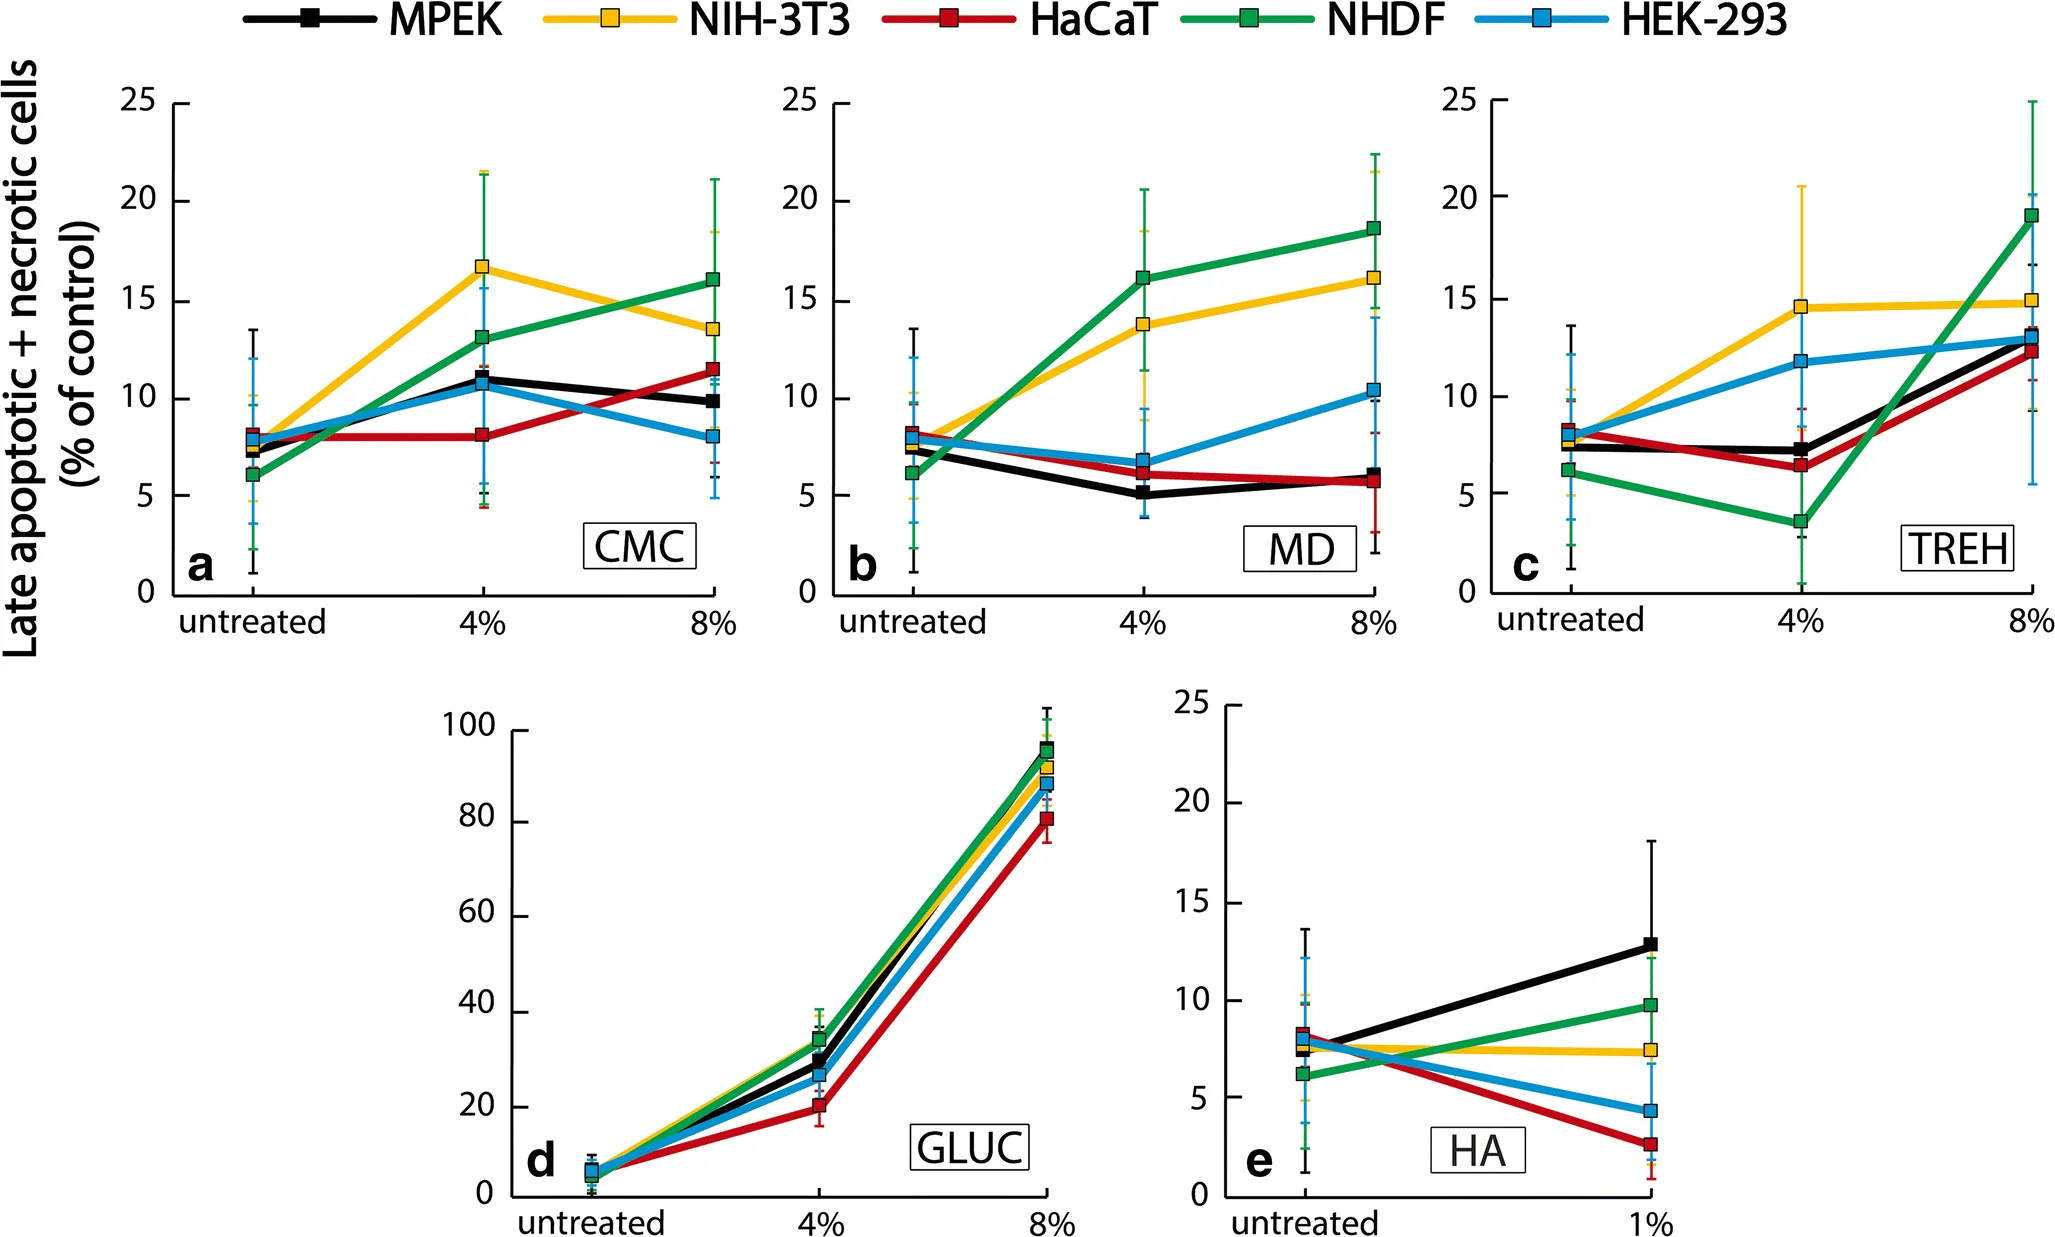 MPEK NIH-3T3 HaCaT NHDF HEK-293
Late apoptotic + necrotic cells
(% of control)
25
20
15
10
5
0
a
CMC
untreated 4% 8%
25
20
15
10
5
0
b
MD
untreated 4% 8%
25
20
15
10
5
0
c
TREH
untreated 4% 8%
100
80
60
40
20
0
d
GLUC
untreated 4% 8%
25
20
15
10
5
0
e
HA
untreated 1%